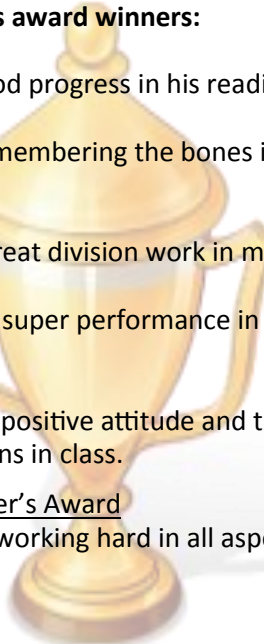 s award winners:
od progress in his readi
membering the bones i
reat division work in m
super performance in
positive attitude and t
ns in class.
er's Award
working hard in all aspe